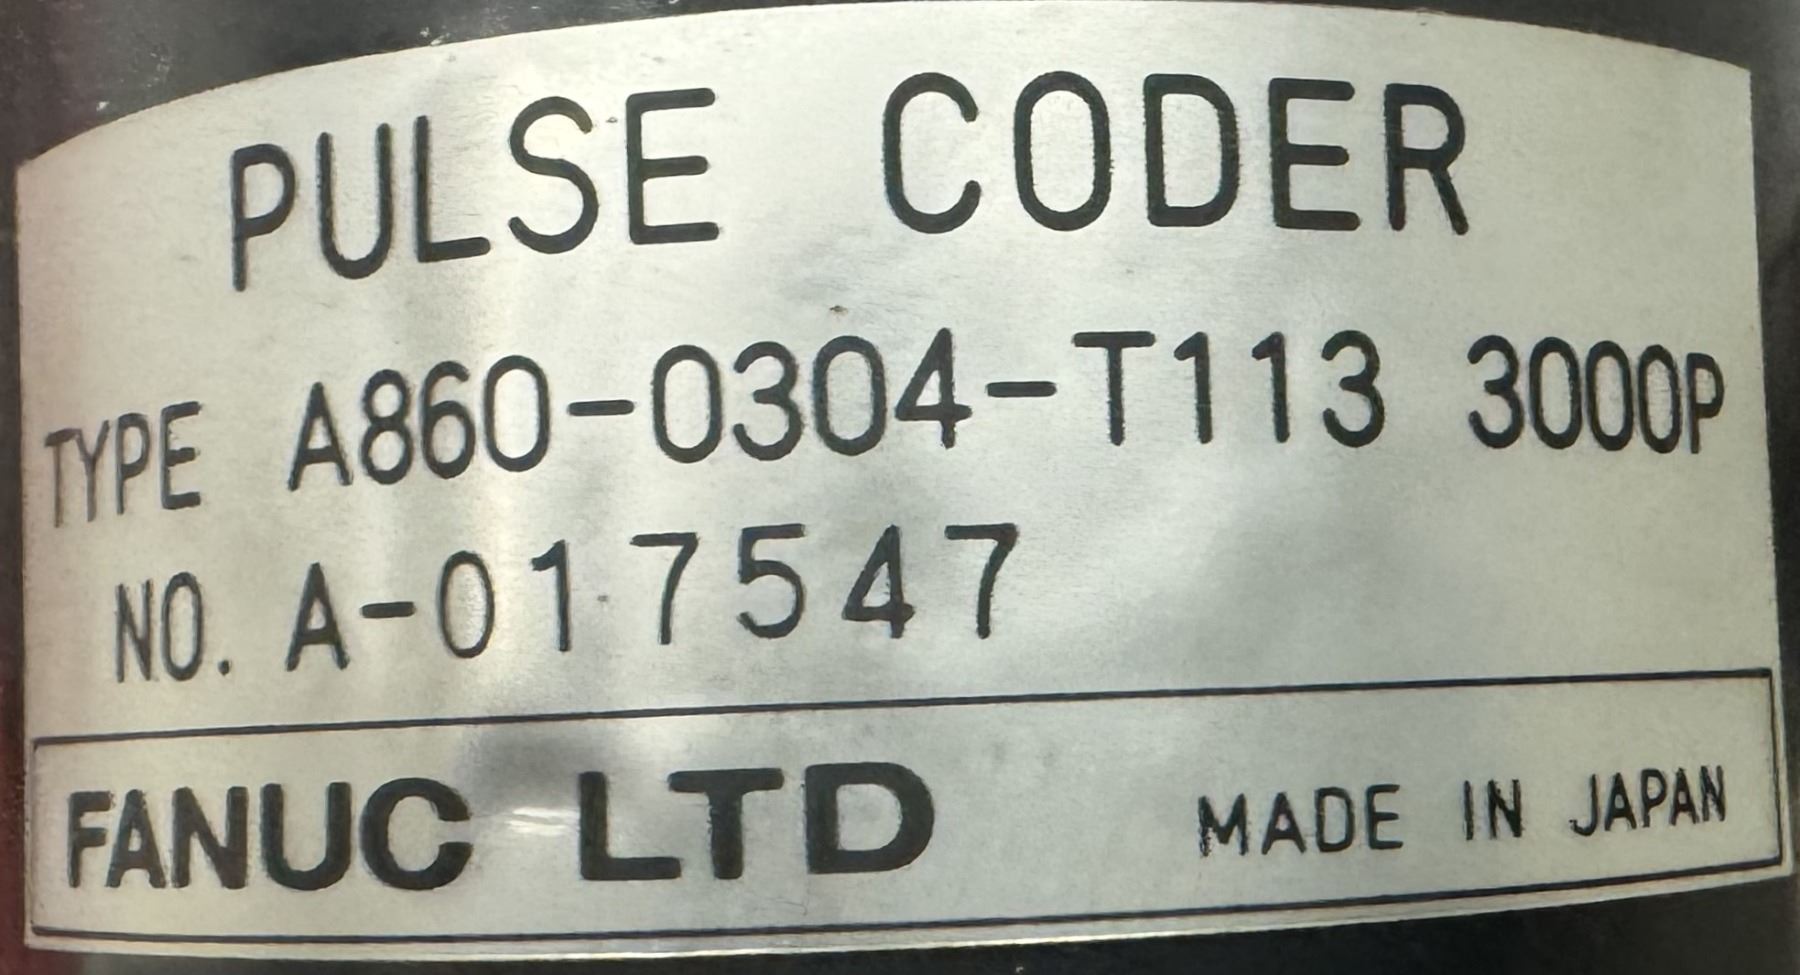 PULSE CODER
TYPE A860-0304-T113 3000P
NO. A-017547
FANUC LTD MADE IN JAPAN